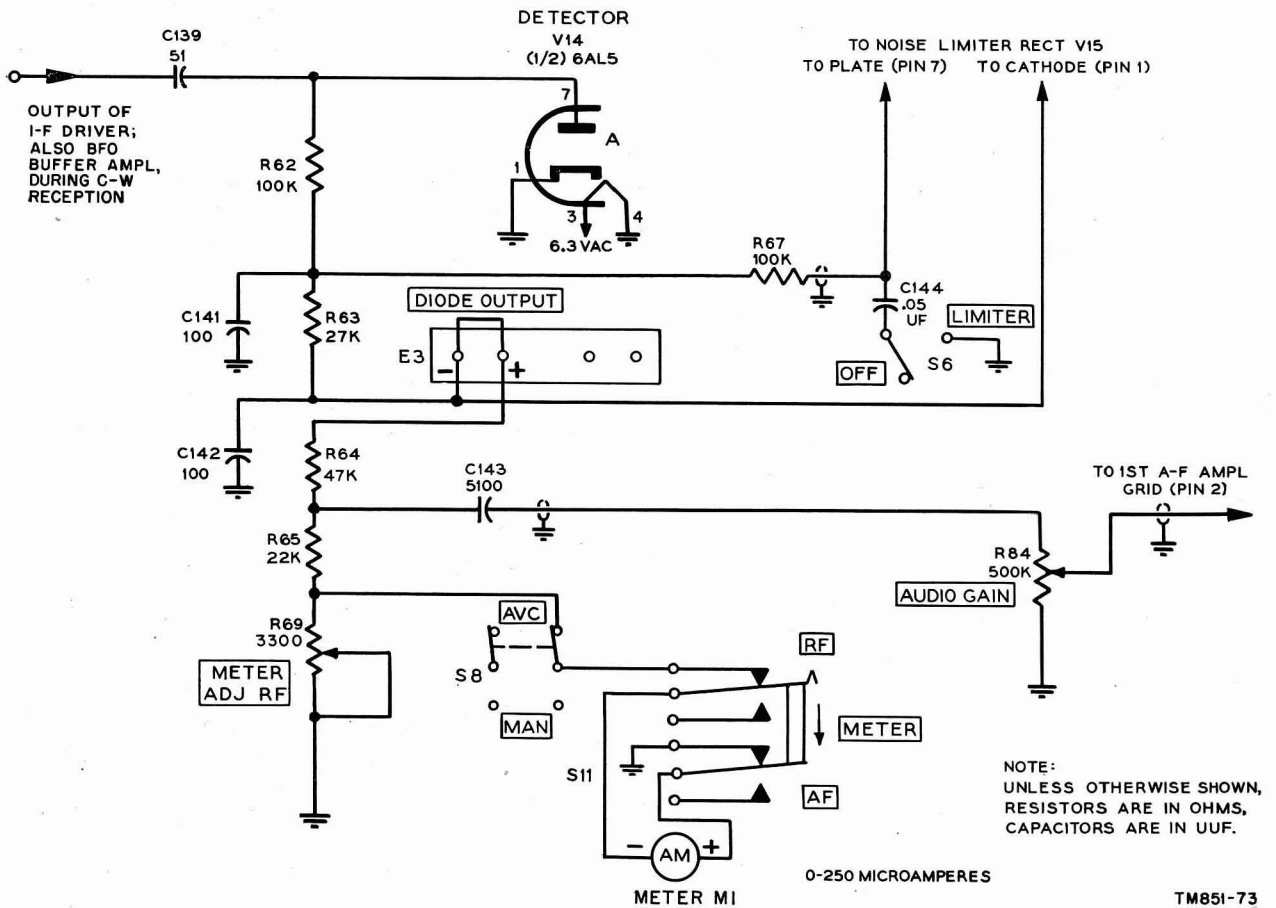 DETECTOR
V14
(1/2) 6AL5
C139
51
TO NOISE LIMITER RECT V15
TO PLATE (PIN 7) TO CATHODE (PIN 1)
OUTPUT OF
I-F DRIVER;
ALSO BFO
BUFFER AMPL,
DURING C-W
RECEPTION
R62
100K
7
A
1
3
4
6.3 VAC
R67
100K
C144
.05
UF
LIMITER
OFF
S6
C141
100
R63
27K
DIODE OUTPUT
E3
- +
C142
100
R64
47K
C143
5100
TO 1ST A-F AMPL
GRID (PIN 2)
R65
22K
R84
500K
AUDIO GAIN
R69
3300
METER
ADJ RF
AVC
S8
MAN
RF
METER
S11
AF
- AM +
METER M1
0-250 MICROAMPERES
NOTE:
UNLESS OTHERWISE SHOWN,
RESISTORS ARE IN OHMS,
CAPACITORS ARE IN UUF.
TM851-73